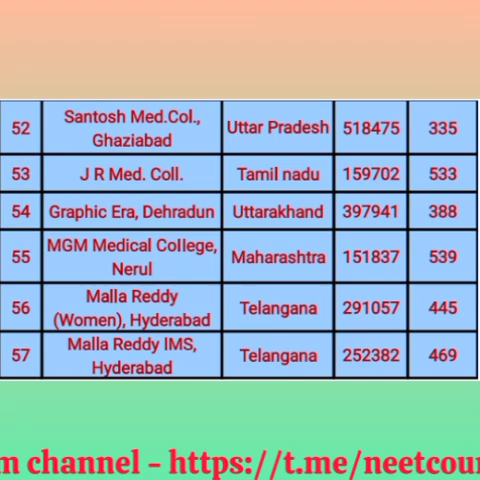 52 Santosh Med.Col., Ghaziabad Uttar Pradesh 518475 335
53 J R Med. Coll. Tamil nadu 159702 533
54 Graphic Era, Dehradun Uttarakhand 397941 388
55 MGM Medical College, Nerul Maharashtra 151837 539
56 Malla Reddy (Women), Hyderabad Telangana 291057 445
57 Malla Reddy IMS, Hyderabad Telangana 252382 469
m channel - https://t.me/neetcou